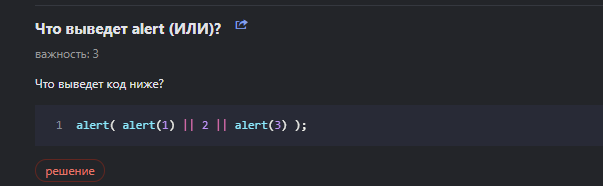 Что выведет alert (ИЛИ)?
важность: 3
Что выведет код ниже?
1 alert( alert(1) || 2 || alert(3) );
решение